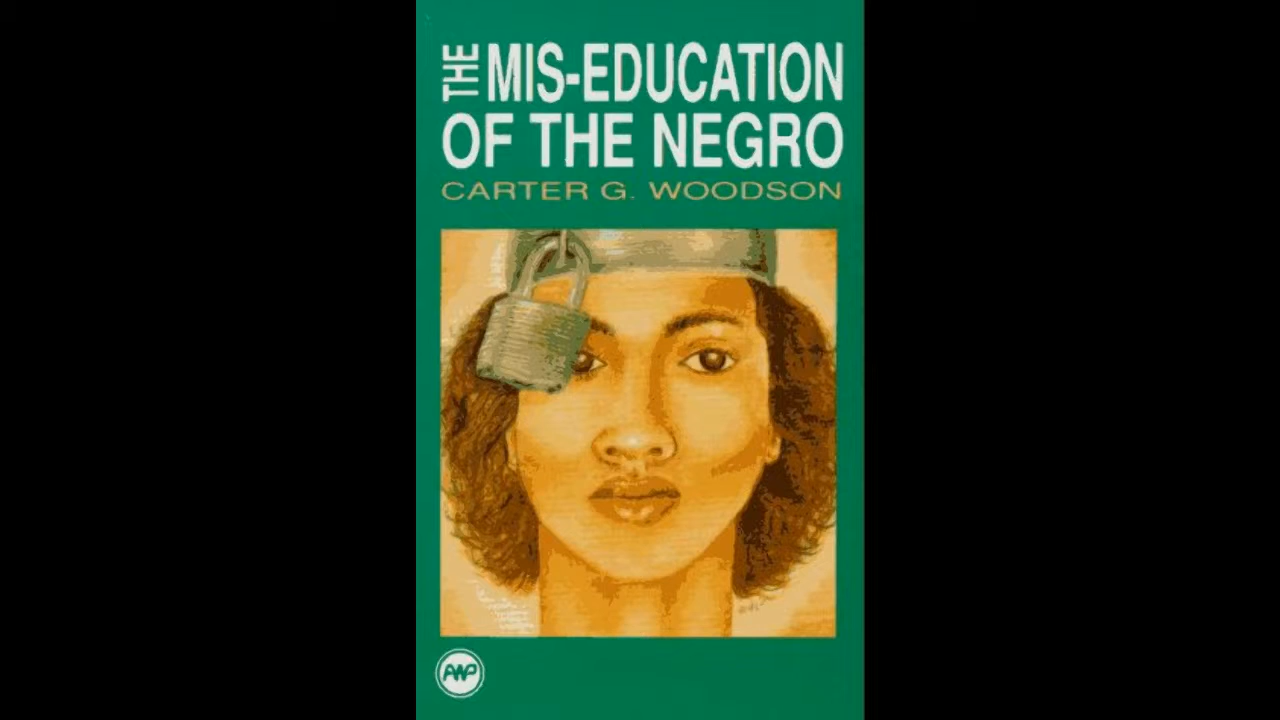 THE MIS-EDUCATION
OF THE NEGRO
CARTER G. WOODSON
AWP